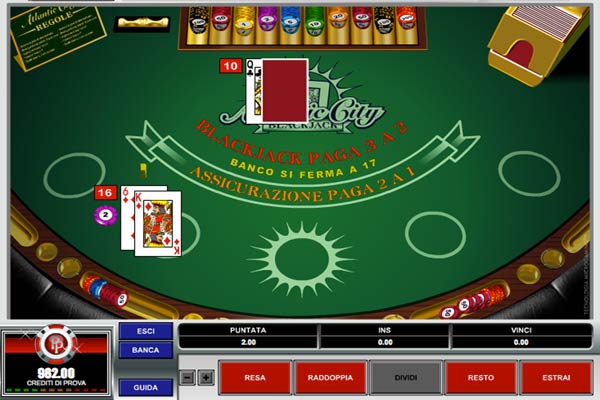 Atlantic City
REGOLE
10
Q
Atlantic City
BLACKJACK
BLACKJACK PAGA 3 A 2
BANCO SI FERMA A 17
ASSICURAZIONE PAGA 2 A 1
16
6
K
2
ESCI
BANCA
GUIDA
982.00
CREDITI DI PROVA
PUNTATA
INS
VINCI
2.00
0.00
0.00
RESA
RADDOPPIA
DIVIDI
RESTO
ESTRAI